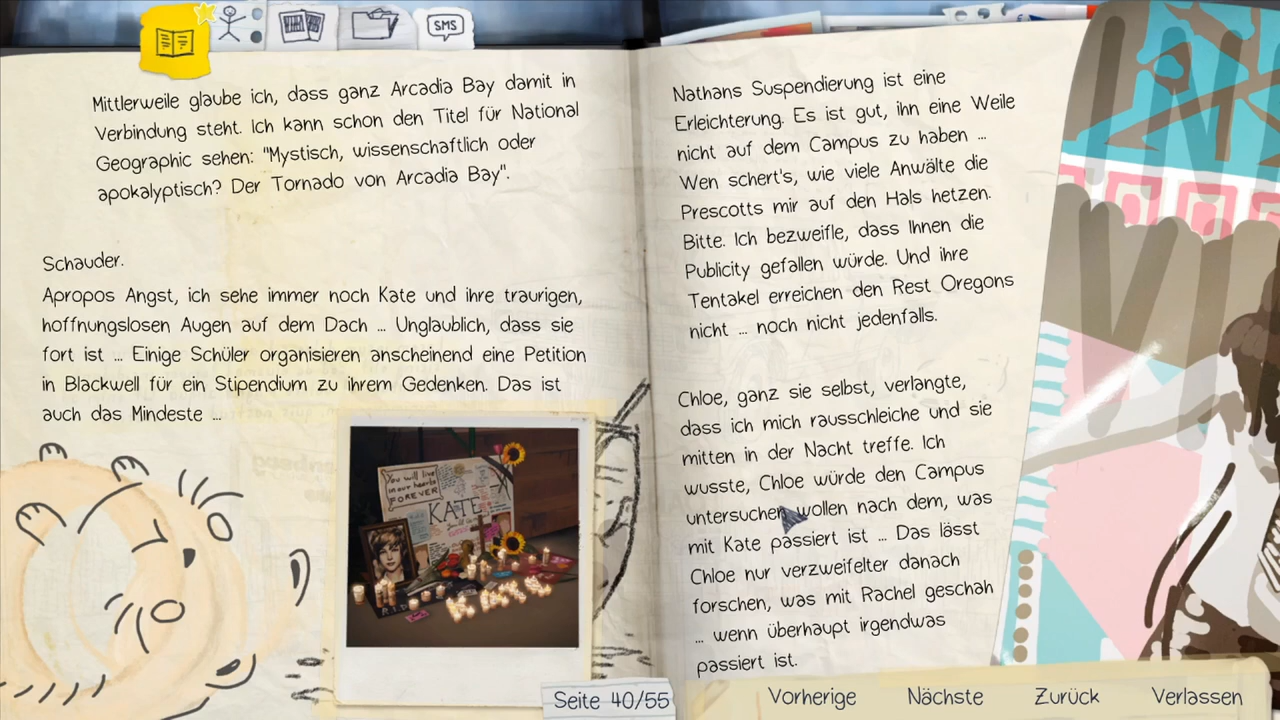 SMS
Mittlerweile glaube ich, dass ganz Arcadia Bay damit in
Verbindung steht. Ich kann schon den Titel für National
Geographic sehen: "Mystisch, wissenschaftlich oder
apokalyptisch? Der Tornado von Arcadia Bay".
Schauder.
Apropos Angst, ich sehe immer noch Kate und ihre traurigen,
hoffnungslosen Augen auf dem Dach ... Unglaublich, dass sie
fort ist ... Einige Schüler organisieren anscheinend eine Petition
in Blackwell für ein Stipendium zu ihrem Gedenken. Das ist
auch das Mindeste ...
You will live
in our hearts
FOREVER
KATE
R.I.P
Kate
Nathans Suspendierung ist eine
Erleichterung. Es ist gut, ihn eine Weile
nicht auf dem Campus zu haben ...
Wen schert's, wie viele Anwälte die
Prescotts mir auf den Hals hetzen.
Bitte. Ich bezweifle, dass Ihnen die
Publicity gefallen würde. Und ihre
Tentakel erreichen den Rest Oregons
nicht ... noch nicht jedenfalls.
Chloe, ganz sie selbst, verlangte,
dass ich mich rausschleiche und sie
mitten in der Nacht treffe. Ich
wusste, Chloe würde den Campus
untersuchen wollen nach dem, was
mit Kate passiert ist ... Das lässt
Chloe nur verzweifelter danach
forschen, was mit Rachel geschah
... wenn überhaupt irgendwas
passiert ist.
Seite 40/55
Vorherige
Nächste
Zurück
Verlassen